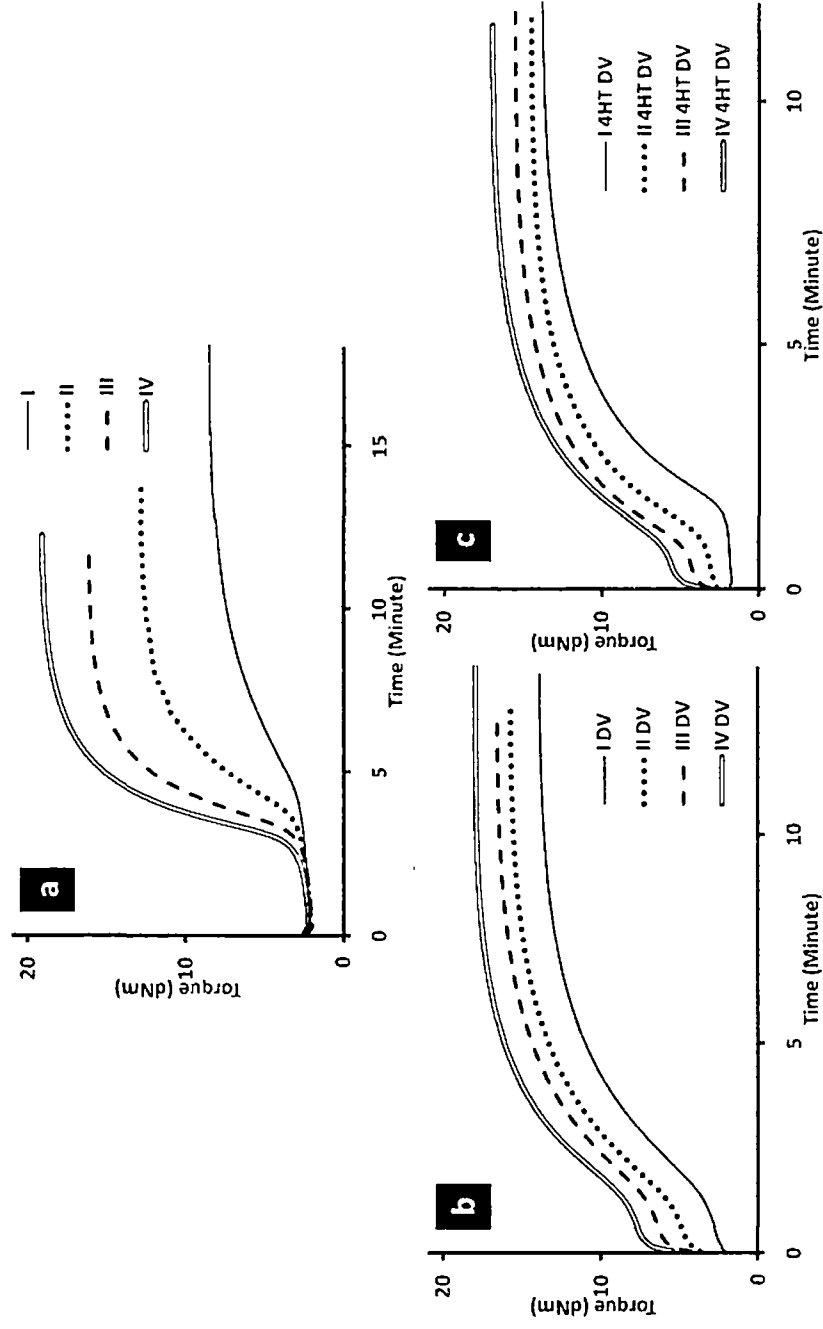 a
20
10
0
Torque (dNm)
0
5
10
15
Time (Minute)
I
II
III
IV
b
20
10
0
Torque (dNm)
0
5
10
Time (Minute)
I DV
II DV
III DV
IV DV
c
20
10
0
Torque (dNm)
0
5
10
Time (Minute)
I 4HT DV
II 4HT DV
III 4HT DV
IV 4HT DV